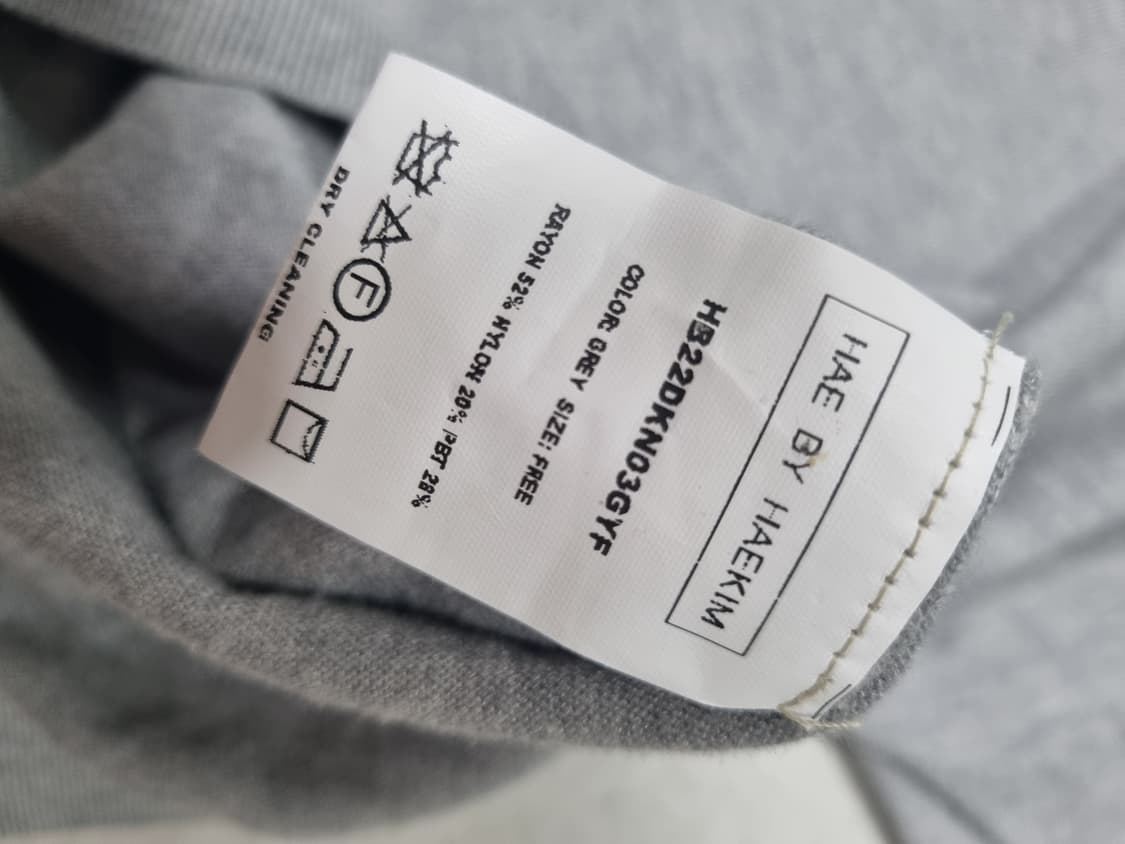 HAE BY HAEKIM
HB22DKN03GYF
COLOR: GREY SIZE: FREE
RAYON 52% NYLON 20% PBT 28%
F
DRY CLEANING